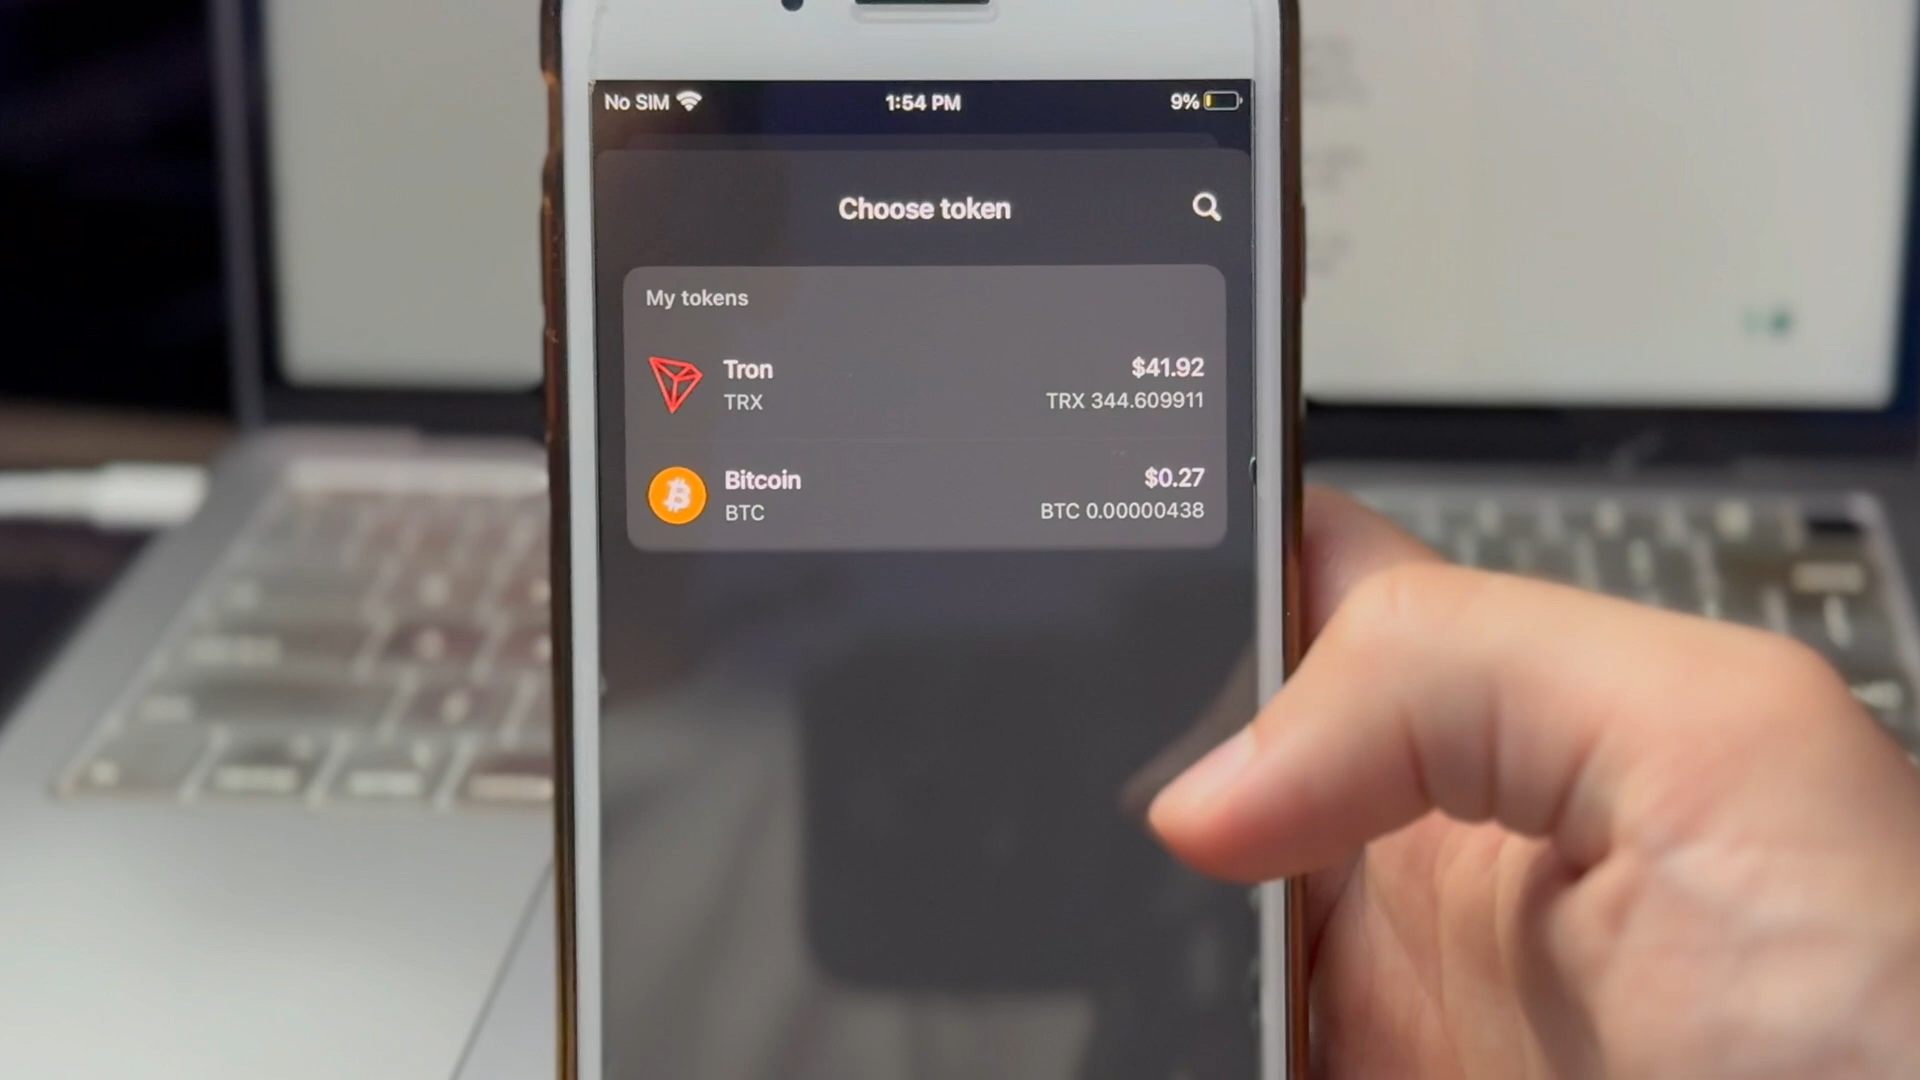 No SIM 1:54 PM 9%
Choose token
My tokens
Tron $41.92
TRX TRX 344.609911
Bitcoin $0.27
BTC BTC 0.00000438